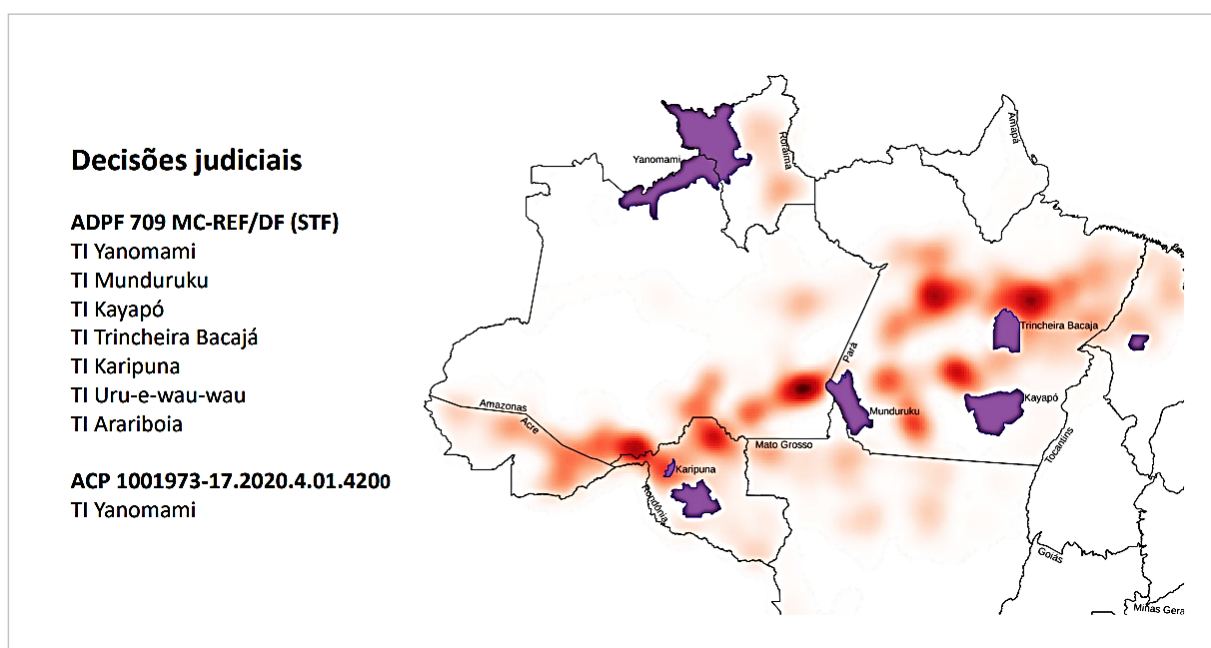 Decisões judiciais
ADPF 709 MC-REF/DF (STF)
TI Yanomami
TI Munduruku
TI Kayapó
TI Trincheira Bacajá
TI Karipuna
TI Uru-e-wau-wau
TI Arariboia
ACP 1001973-17.2020.4.01.4200
TI Yanomami
Yanomami
Roraima
Amapá
Trincheira Bacaja
Pará
Kayapó
Munduruku
Amazonas
Acre
Mato Grosso
Tocantins
Karipuna
Rondônia
Goiás
Minas Gera